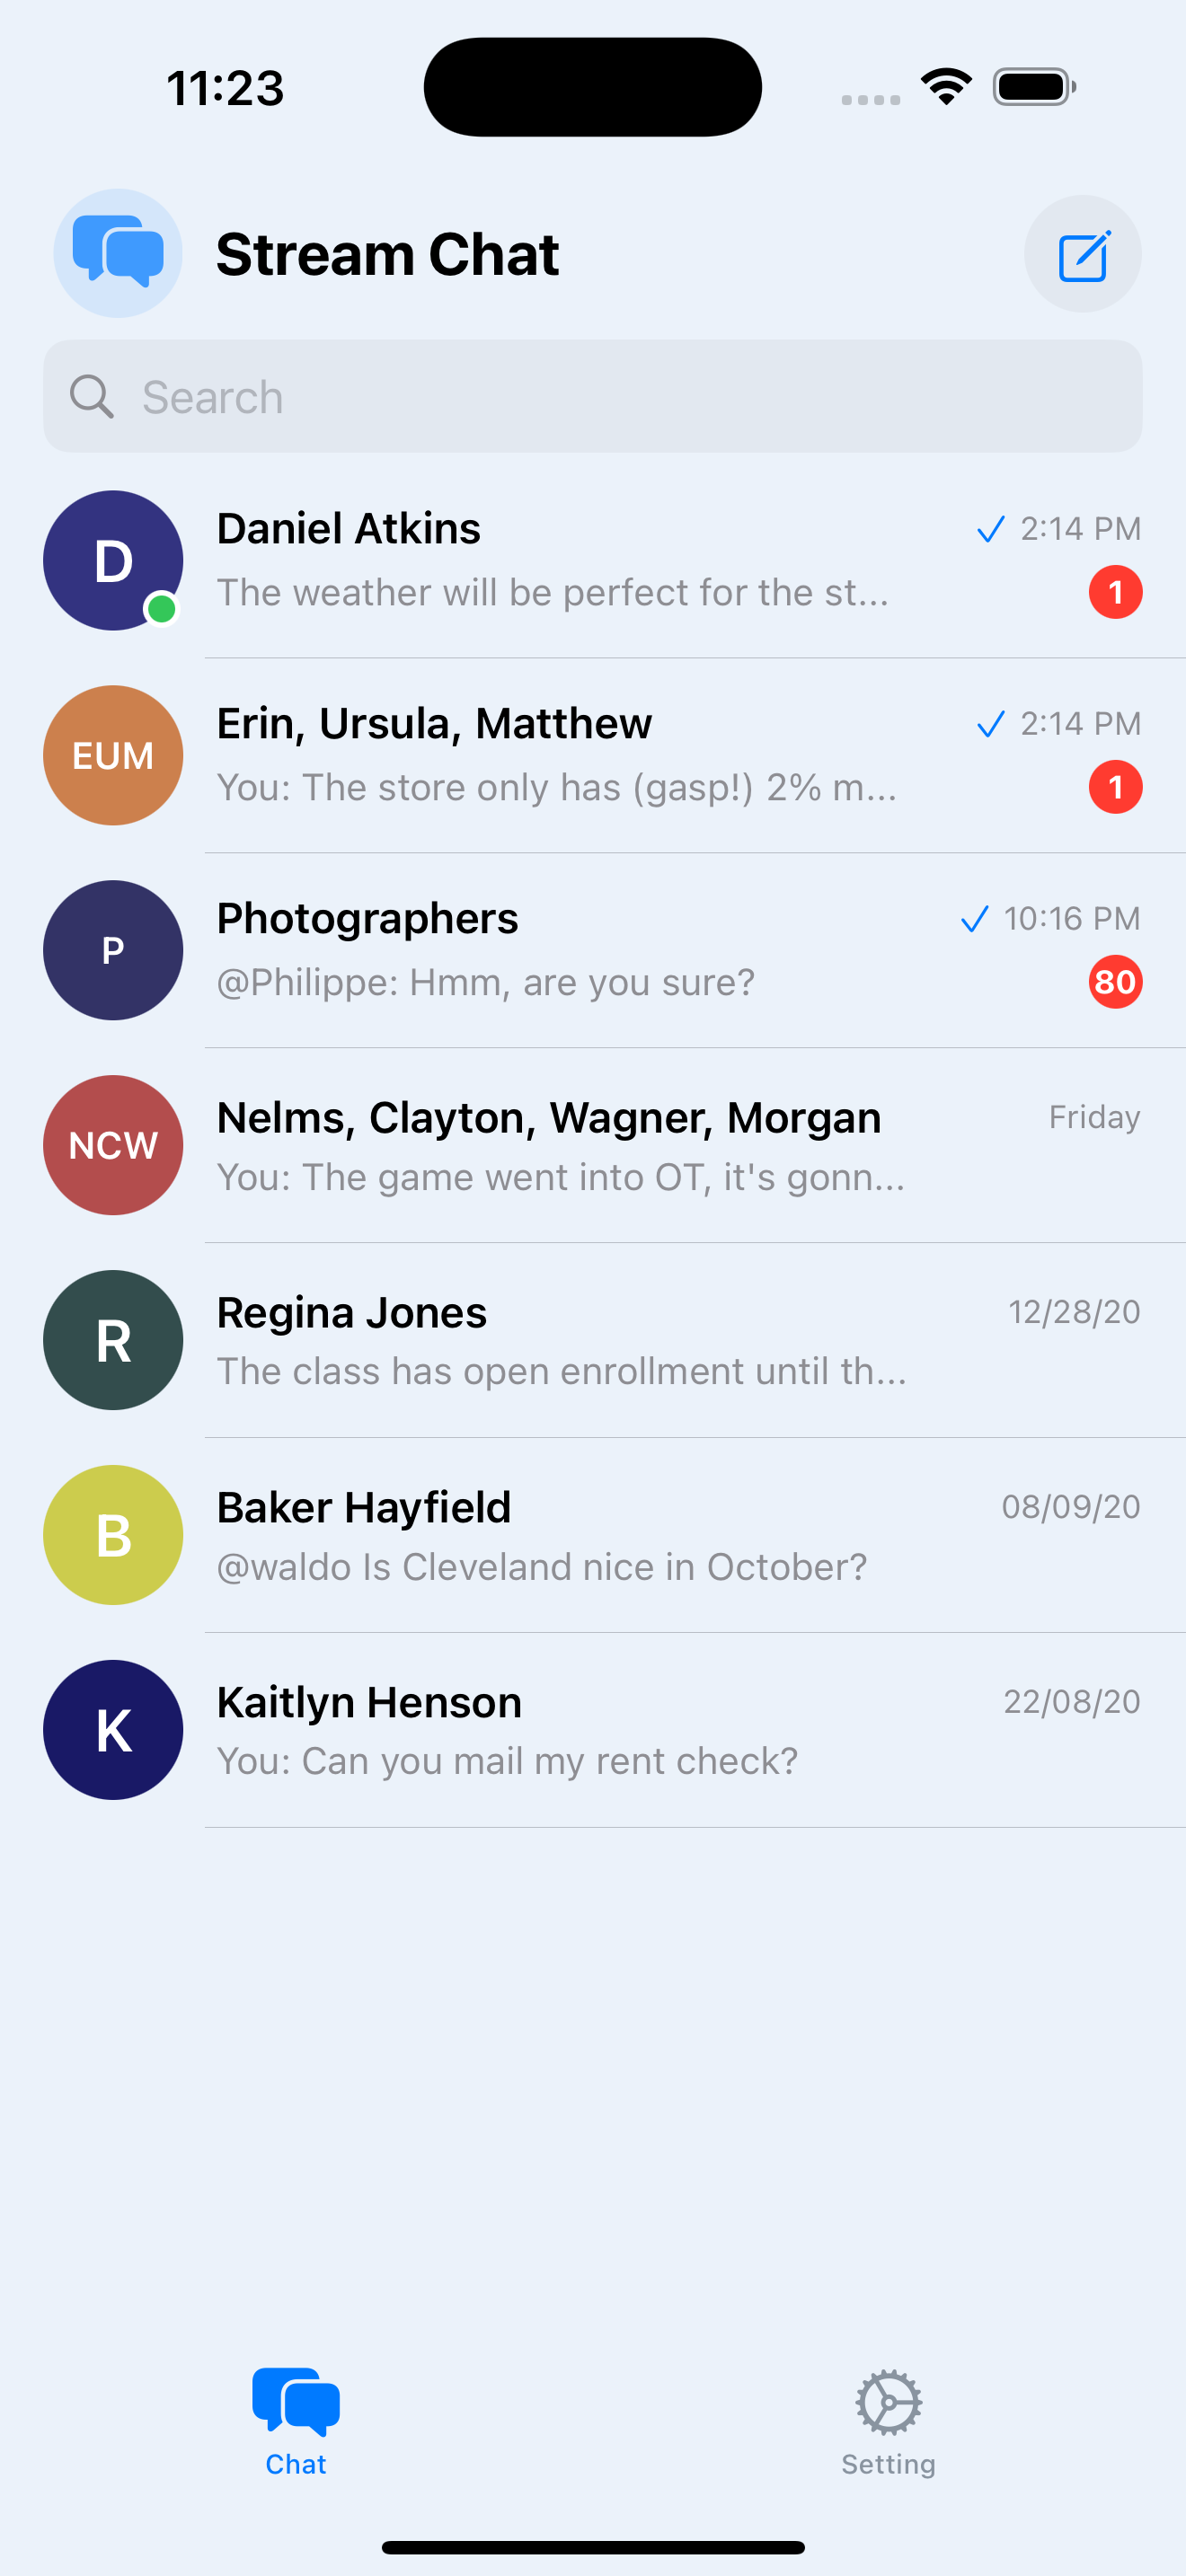 11:23
Stream Chat
Search
D
Daniel Atkins
2:14 PM
The weather will be perfect for the st...
1
EUM
Erin, Ursula, Matthew
2:14 PM
You: The store only has (gasp!) 2% m...
1
P
Photographers
10:16 PM
@Philippe: Hmm, are you sure?
80
NCW
Nelms, Clayton, Wagner, Morgan
Friday
You: The game went into OT, it's gonn...
R
Regina Jones
12/28/20
The class has open enrollment until th...
B
Baker Hayfield
08/09/20
@waldo Is Cleveland nice in October?
K
Kaitlyn Henson
22/08/20
You: Can you mail my rent check?
Chat
Setting